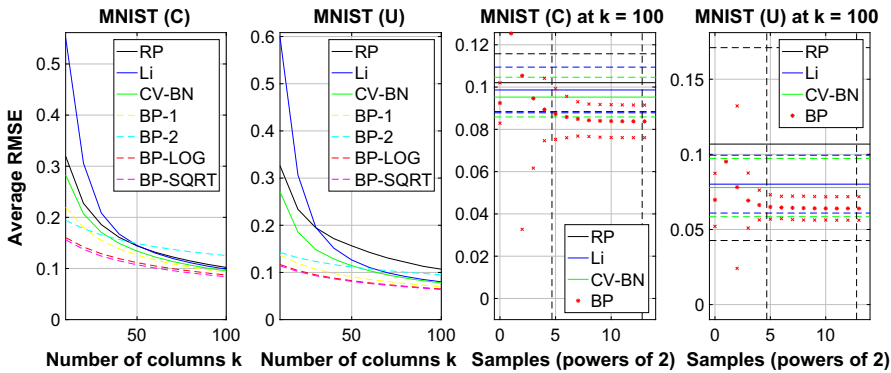 MNIST (C)
MNIST (U)
MNIST (C) at k = 100
MNIST (U) at k = 100
Average RMSE
0.5
0.4
0.3
0.2
0.1
0
50
100
Number of columns k
RP
Li
CV-BN
BP-1
BP-2
BP-LOG
BP-SQRT
0.6
0.5
0.4
0.3
0.2
0.1
0
50
100
Number of columns k
RP
Li
CV-BN
BP-1
BP-2
BP-LOG
BP-SQRT
0.12
0.1
0.08
0.06
0.04
0.02
0
0
5
10
Samples (powers of 2)
RP
Li
CV-BN
BP
0.15
0.1
0.05
0
0
5
10
Samples (powers of 2)
RP
Li
CV-BN
BP